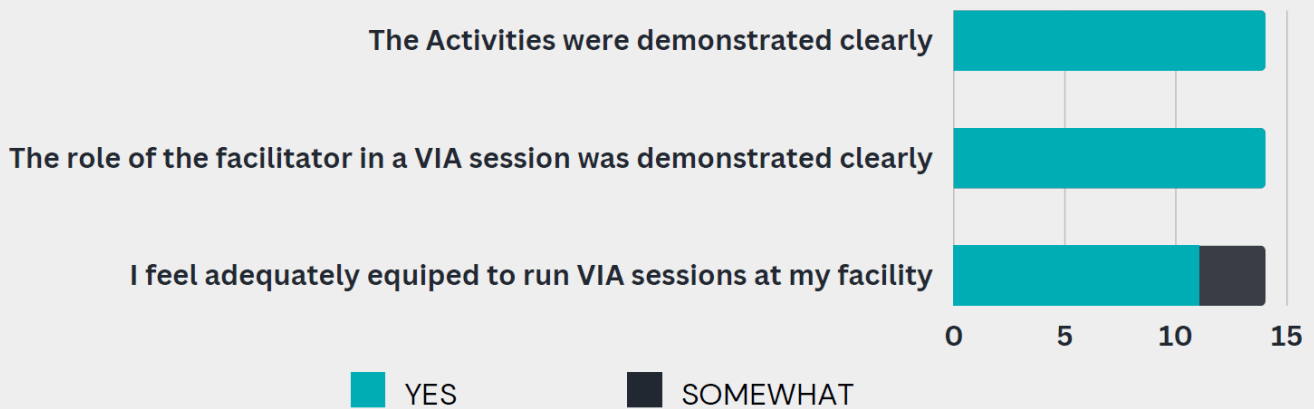 The Activities were demonstrated clearly
The role of the facilitator in a VIA session was demonstrated clearly
I feel adequately equiped to run VIA sessions at my facility
0 5 10 15
YES SOMEWHAT